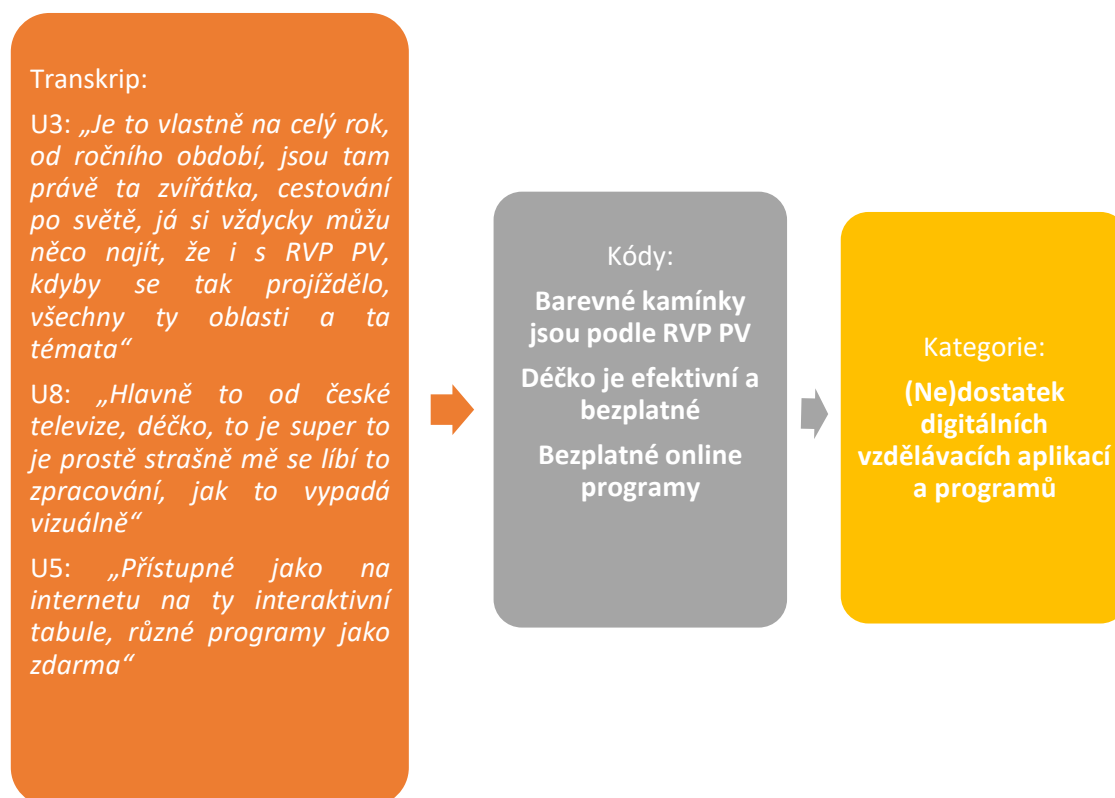 Transkrip:
U3: „Je to vlastně na celý rok,
od ročního období, jsou tam
právě ta zvířátka, cestování
po světě, já si vždycky můžu
něco najít, že i s RVP PV,
kdyby se tak projíždělo,
všechny ty oblasti a ta
témata“
U8: „Hlavně to od české
televize, déčko, to je super to
je prostě strašně mě se líbí to
zpracování, jak to vypadá
vizuálně“
U5: „Přístupné jako na
internetu na ty interaktivní
tabule, různé programy jako
zdarma“
Kódy:
Barevné kamínky
jsou podle RVP PV
Déčko je efektivní a
bezplatné
Bezplatné online
programy
Kategorie:
(Ne)dostatek
digitálních
vzdělávacích aplikací
a programů